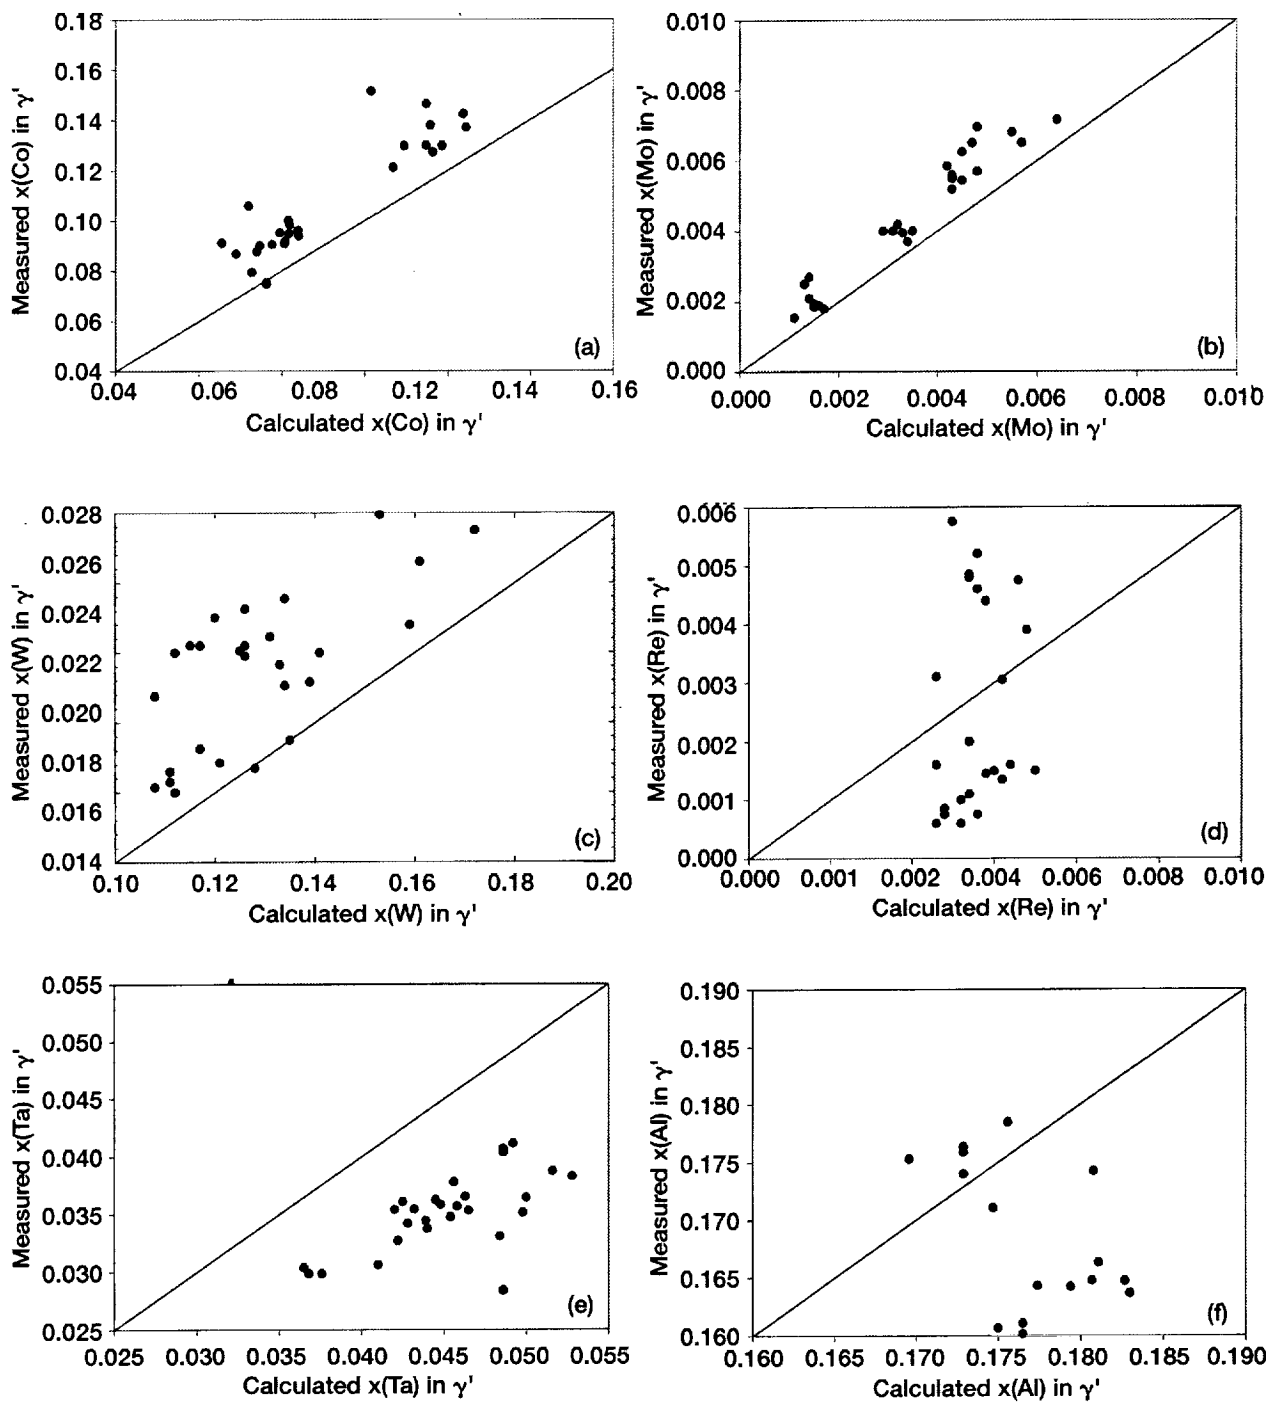 0.18
0.16
0.14
0.12
0.10
0.08
0.06
0.04
Measured x(Co) in γ'
(a)
0.04 0.06 0.08 0.12 0.14 0.16
Calculated x(Co) in γ'
0.010
0.008
0.006
0.004
0.002
0.000
Measured x(Mo) in γ'
(b)
0.000 0.002 0.004 0.006 0.008 0.010
Calculated x(Mo) in γ'
0.028
0.026
0.024
0.022
0.020
0.018
0.016
0.014
Measured x(W) in γ'
(c)
0.10 0.12 0.14 0.16 0.18 0.20
Calculated x(W) in γ'
0.006
0.005
0.004
0.003
0.002
0.001
0.000
Measured x(Re) in γ'
(d)
0.000 0.001 0.002 0.004 0.006 0.008 0.010
Calculated x(Re) in γ'
0.055
0.050
0.045
0.040
0.035
0.030
0.025
Measured x(Ta) in γ'
(e)
0.025 0.030 0.035 0.040 0.045 0.050 0.055
Calculated x(Ta) in γ'
0.190
0.185
0.180
0.175
0.170
0.165
0.160
Measured x(Al) in γ'
(f)
0.160 0.165 0.170 0.175 0.180 0.185 0.190
Calculated x(Al) in γ'